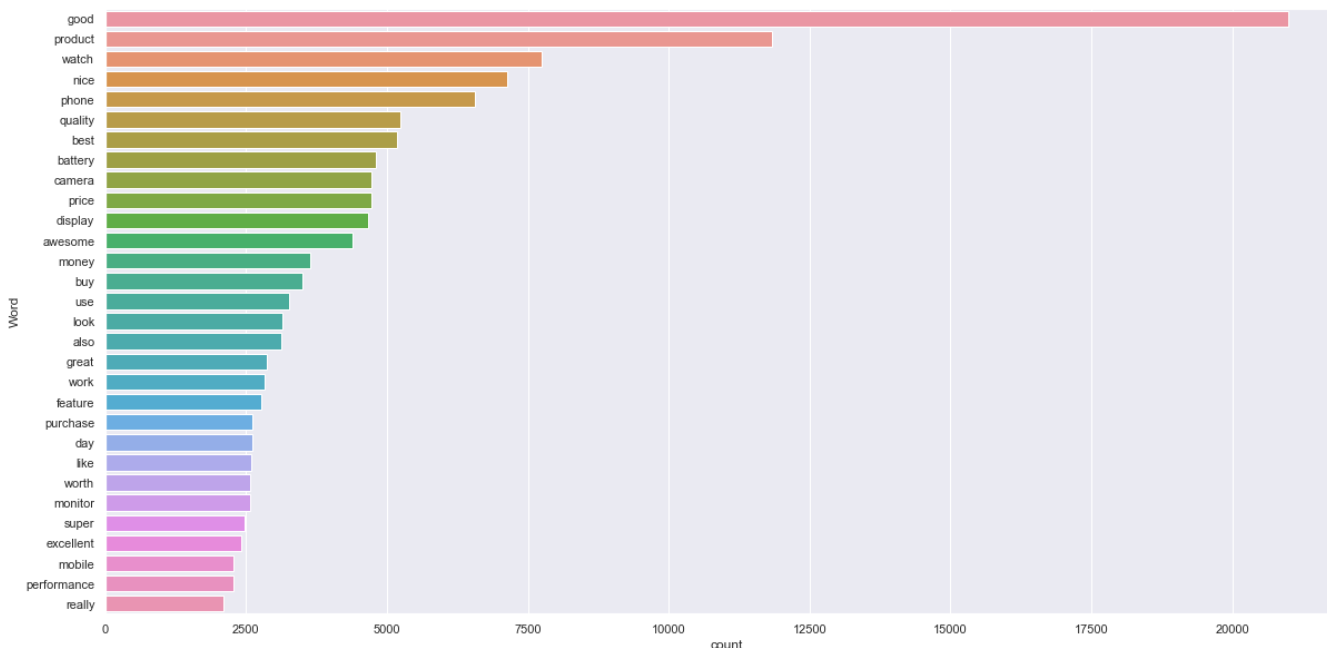 good
product
watch
nice
phone
quality
best
battery
camera
price
display
awesome
money
buy
use
look
also
great
work
feature
purchase
day
like
worth
monitor
super
excellent
mobile
performance
really
Word
0 2500 5000 7500 10000 12500 15000 17500 20000
count